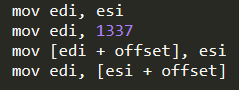 mov edi, esi
mov edi, 1337
mov [edi + offset], esi
mov edi, [esi + offset]